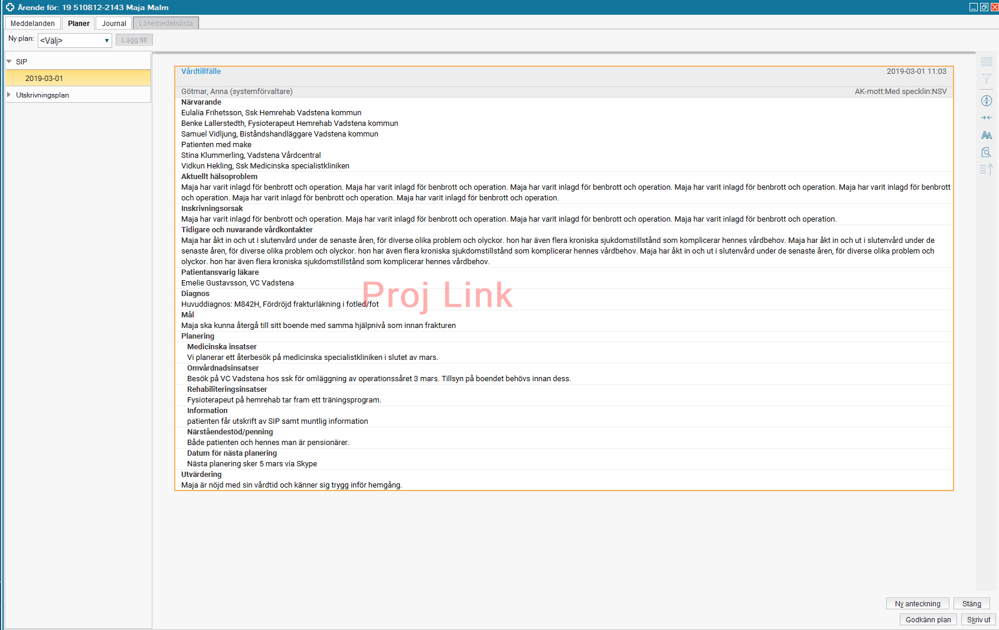 Ärende för: 19 510812-2143 Maja Malm
Meddelanden Planer Journal Läkemedelslista
Ny plan: <Välj> Lägg till
SIP
2019-03-01
Utskrivningsplan
Vårdtillfälle 2019-03-01 11:03
Götmar, Anna (systemförvaltare) AK-mott:Med specklin:NSV
Närvarande
Eulalia Frihetsson, Ssk Hemrehab Vadstena kommun
Benke Lallerstedth, Fysioterapeut Hemrehab Vadstena kommun
Samuel Vidljung, Biståndshandläggare Vadstena kommun
Patienten med make
Stina Klummerling, Vadstena Vårdcentral
Vidkun Hekling, Ssk Medicinska specialistkliniken
Aktuellt hälsoproblem
Maja har varit inlagd för benbrott och operation. Maja har varit inlagd för benbrott och operation. Maja har varit inlagd för benbrott och operation. Maja har varit inlagd för benbrott och operation. Maja har varit inlagd för benbrott
och operation. Maja har varit inlagd för benbrott och operation. Maja har varit inlagd för benbrott och operation.
Inskrivningsorsak
Maja har varit inlagd för benbrott och operation. Maja har varit inlagd för benbrott och operation. Maja har varit inlagd för benbrott och operation. Maja har varit inlagd för benbrott och operation.
Tidigare och nuvarande vårdkontakter
Maja har åkt in och ut i slutenvård under de senaste åren, för diverse olika problem och olyckor. hon har även flera kroniska sjukdomstillstånd som komplicerar hennes vårdbehov. Maja har åkt in och ut i slutenvård under de
senaste åren, för diverse olika problem och olyckor. hon har även flera kroniska sjukdomstillstånd som komplicerar hennes vårdbehov. Maja har åkt in och ut i slutenvård under de senaste åren, för diverse olika problem och
olyckor. hon har även flera kroniska sjukdomstillstånd som komplicerar hennes vårdbehov.
Patientansvarig läkare
Emelie Gustavsson, VC Vadstena
Proj Link
Diagnos
Huvuddiagnos: M842H, Fördröjd frakturläkning i fotled/fot
Mål
Maja ska kunna återgå till sitt boende med samma hjälpnivå som innan frakturen
Planering
Medicinska insatser
Vi planerar ett återbesök på medicinska specialistkliniken i slutet av mars.
Omvårdnadsinsatser
Besök på VC Vadstena hos ssk för omläggning av operationssåret 3 mars. Tillsyn på boendet behövs innan dess.
Rehabiliteringsinsatser
Fysioterapeut på hemrehab tar fram ett träningsprogram.
Information
patienten får utskrift av SIP samt muntlig information
Närståendestöd/penning
Både patienten och hennes man är pensionärer.
Datum för nästa planering
Nästa planering sker 5 mars via Skype
Utvärdering
Maja är nöjd med sin vårdtid och känner sig trygg inför hemgång.
Ny anteckning Stäng
Godkänn plan Skriv ut